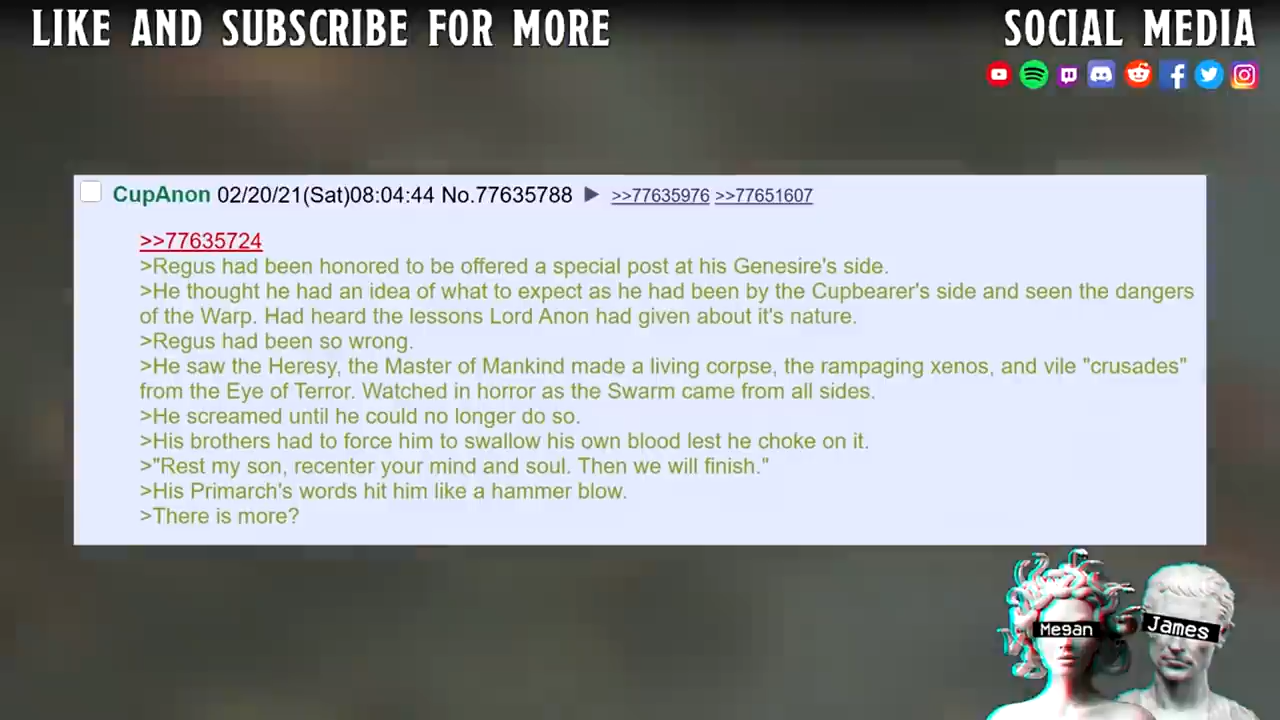 LIKE AND SUBSCRIBE FOR MORE
SOCIAL MEDIA
CupAnon 02/20/21(Sat)08:04:44 No.77635788 ▶ >>77635976 >>77651607
>>77635724
>Regus had been honored to be offered a special post at his Genesire's side.
>He thought he had an idea of what to expect as he had been by the Cupbearer's side and seen the dangers
of the Warp. Had heard the lessons Lord Anon had given about it's nature.
>Regus had been so wrong.
>He saw the Heresy, the Master of Mankind made a living corpse, the rampaging xenos, and vile "crusades"
from the Eye of Terror. Watched in horror as the Swarm came from all sides.
>He screamed until he could no longer do so.
>His brothers had to force him to swallow his own blood lest he choke on it.
>"Rest my son, recenter your mind and soul. Then we will finish."
>His Primarch's words hit him like a hammer blow.
>There is more?
Megan
James